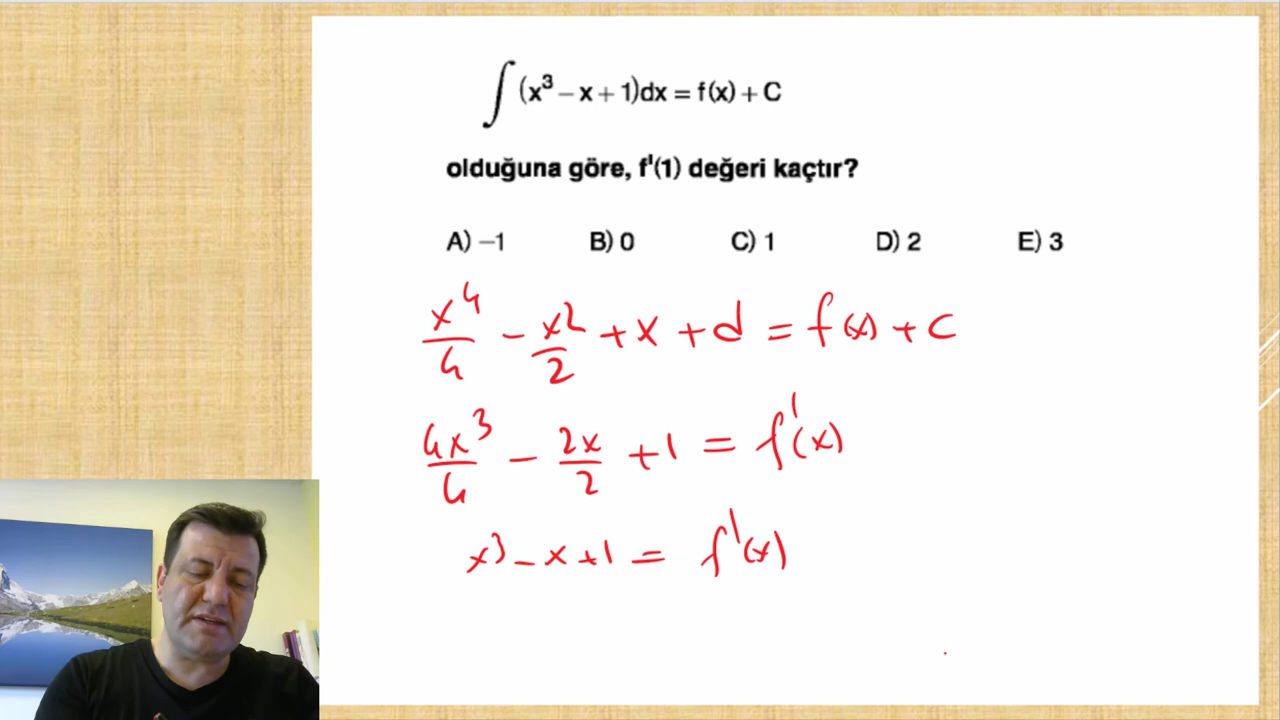 ∫(x³ – x + 1)dx = f(x) + C
olduğuna göre, f'(1) değeri kaçtır?
A) –1 B) 0 C) 1 D) 2 E) 3
x⁴/4 - x²/2 + x + d = f(x) + c
4x³/4 - 2x/2 + 1 = f'(x)
x³ - x + 1 = f'(x)